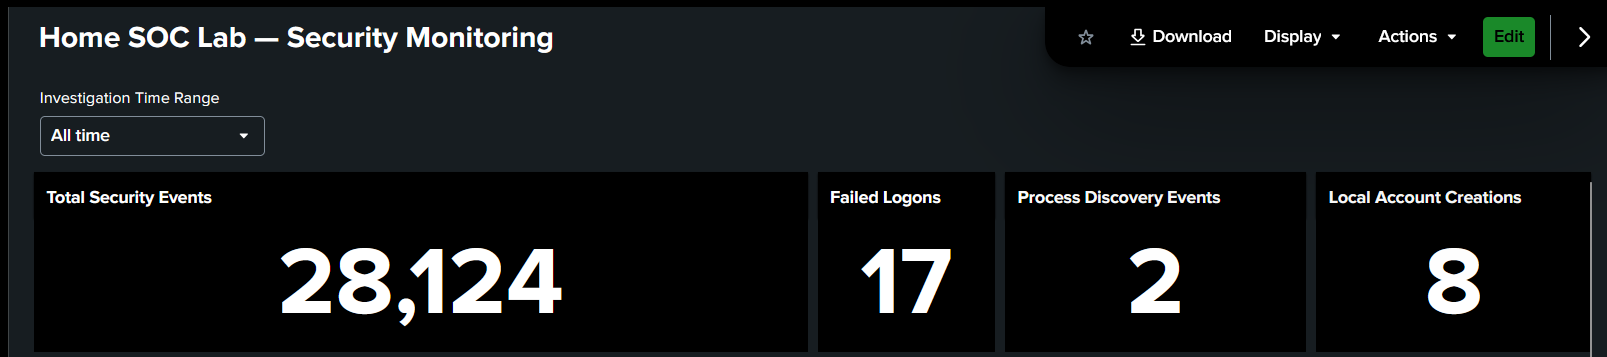 Home SOC Lab — Security Monitoring
Download
Display
Actions
Edit
Investigation Time Range
All time
Total Security Events
28,124
Failed Logons
17
Process Discovery Events
2
Local Account Creations
8